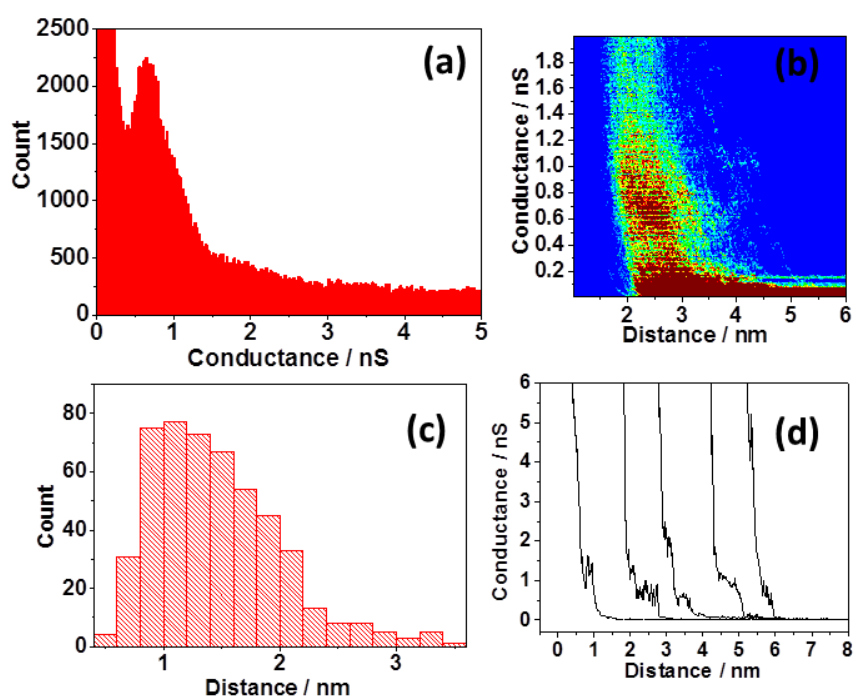 (a)
Count
2500
2000
1500
1000
500
0
0 1 2 3 4 5
Conductance / nS
(b)
Conductance / nS
1.8
1.6
1.4
1.2
1.0
0.8
0.6
0.4
0.2
2 3 4 5 6
Distance / nm
(c)
Count
80
60
40
20
0
1 2 3
Distance / nm
(d)
Conductance / nS
6
5
4
3
2
1
0
0 1 2 3 4 5 6 7 8
Distance / nm